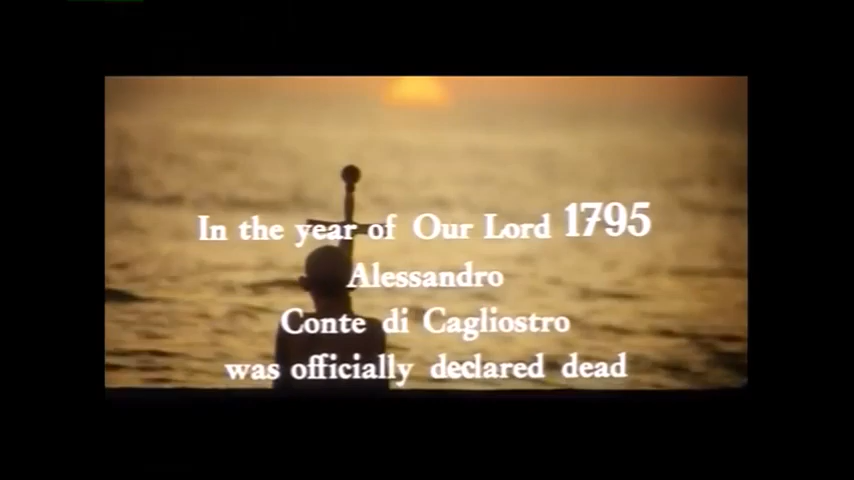 In the year of Our Lord 1795
Alessandro
Conte di Cagliostro
was officially declared dead